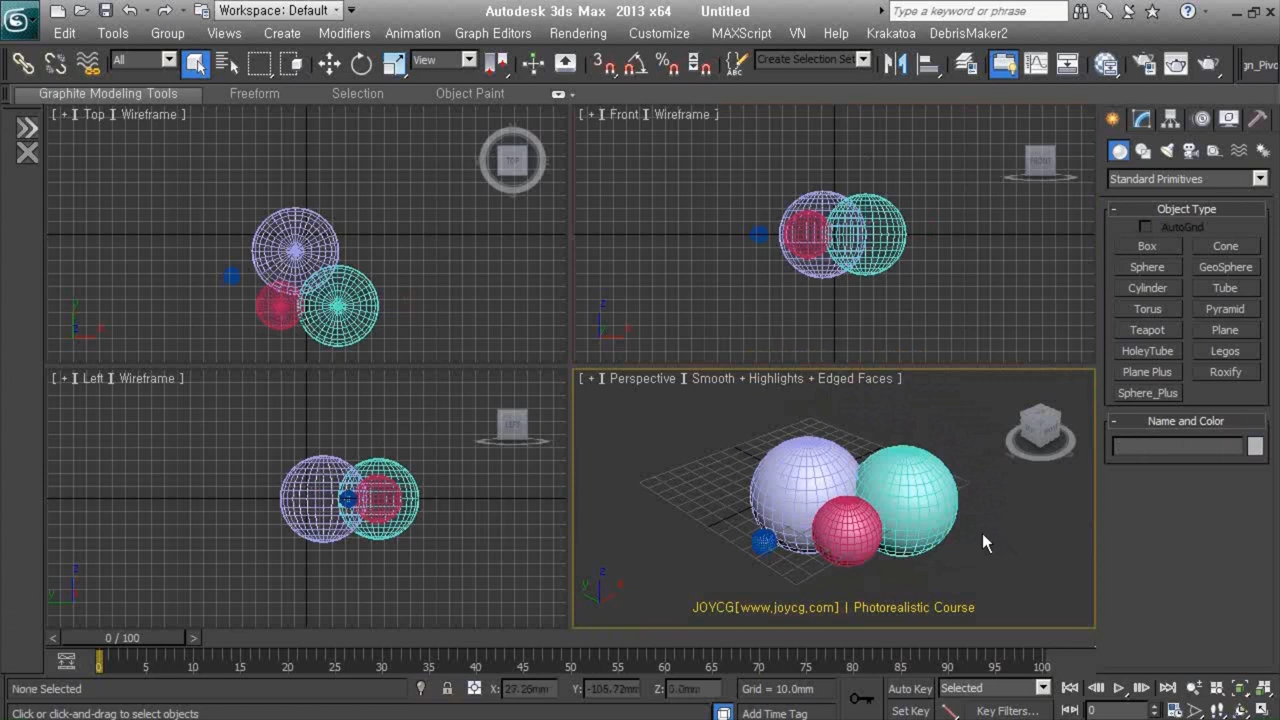 Workspace: Default
Autodesk 3ds Max 2013 x64 Untitled
Type a keyword or phrase
Edit Tools Group Views Create Modifiers Animation Graph Editors Rendering Customize MAXScript VN Help Krakatoa DebrisMaker2
All
View
Create Selection Set
Graphite Modeling Tools Freeform Selection Object Paint
[ + ] Top ] Wireframe ]
TOP
[ + ] Front ] Wireframe ]
FRONT
Standard Primitives
- Object Type
AutoGrid
Box Cone
Sphere GeoSphere
Cylinder Tube
Torus Pyramid
Teapot Plane
HoleyTube Legos
Plane Plus Roxify
Sphere_Plus
- Name and Color
[ + ] Left ] Wireframe ]
LEFT
[ + ] Perspective ] Smooth + Highlights + Edged Faces ]
JOYCG[www.joycg.com] | Photorealistic Course
< 0 / 100 >
0 5 10 15 20 25 30 35 40 45 50 55 60 65 70 75 80 85 90 95 100
None Selected X: 27.26mm Y: -105.72mm Z: 0.0mm Grid = 10.0mm Auto Key Selected
Click or click-and-drag to select objects Add Time Tag Set Key Key Filters... 0